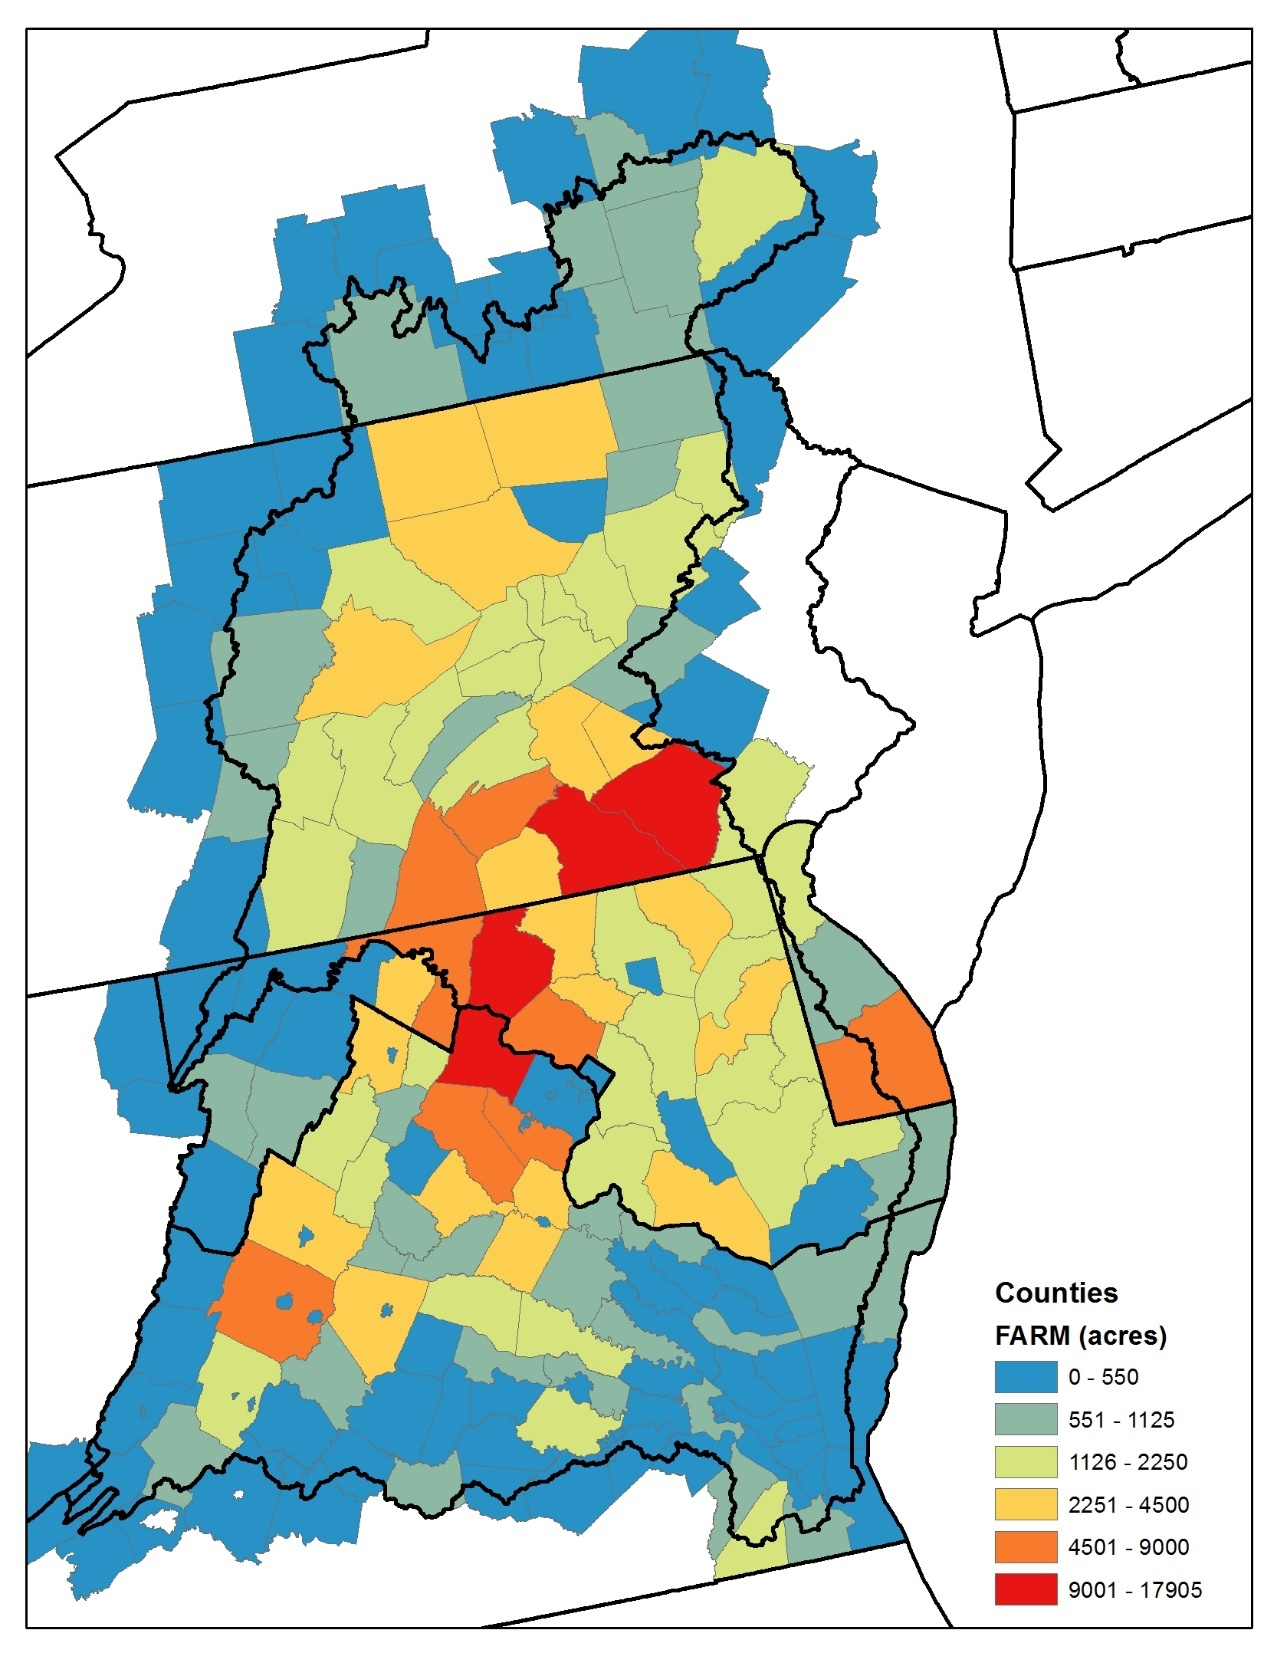 Counties
FARM (acres)
0 - 550
551 - 1125
1126 - 2250
2251 - 4500
4501 - 9000
9001 - 17905